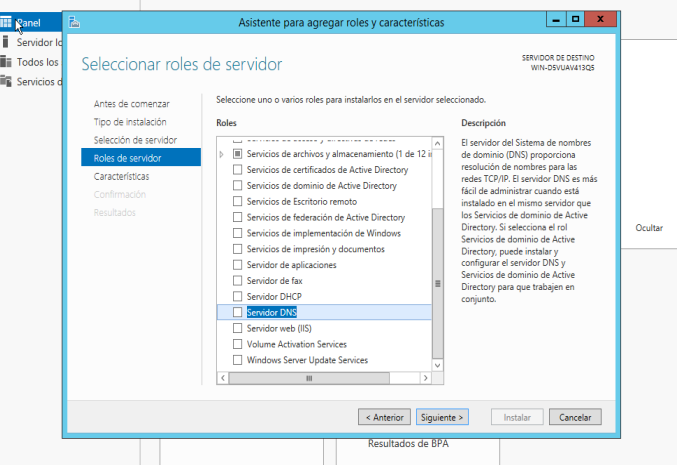 Panel
Servidor lo
Todos los
Servicios d
Asistente para agregar roles y características
Seleccionar roles de servidor
SERVIDOR DE DESTINO
WIN-D5VUAV413Q5
Antes de comenzar
Tipo de instalación
Selección de servidor
Roles de servidor
Características
Confirmación
Resultados
Seleccione uno o varios roles para instalarlos en el servidor seleccionado.
Roles
Servicios de archivos y almacenamiento (1 de 12 i
Servicios de certificados de Active Directory
Servicios de dominio de Active Directory
Servicios de Escritorio remoto
Servicios de federación de Active Directory
Servicios de implementación de Windows
Servicios de impresión y documentos
Servidor de aplicaciones
Servidor de fax
Servidor DHCP
Servidor DNS
Servidor web (IIS)
Volume Activation Services
Windows Server Update Services
Descripción
El servidor del Sistema de nombres
de dominio (DNS) proporciona
resolución de nombres para las
redes TCP/IP. El servidor DNS es más
fácil de administrar cuando está
instalado en el mismo servidor que
los Servicios de dominio de Active
Directory. Si selecciona el rol
Servicios de dominio de Active
Directory, puede instalar y
configurar el servidor DNS y
Servicios de dominio de Active
Directory para que trabajen en
conjunto.
Ocultar
< Anterior
Siguiente >
Instalar
Cancelar
Resultados de BPA